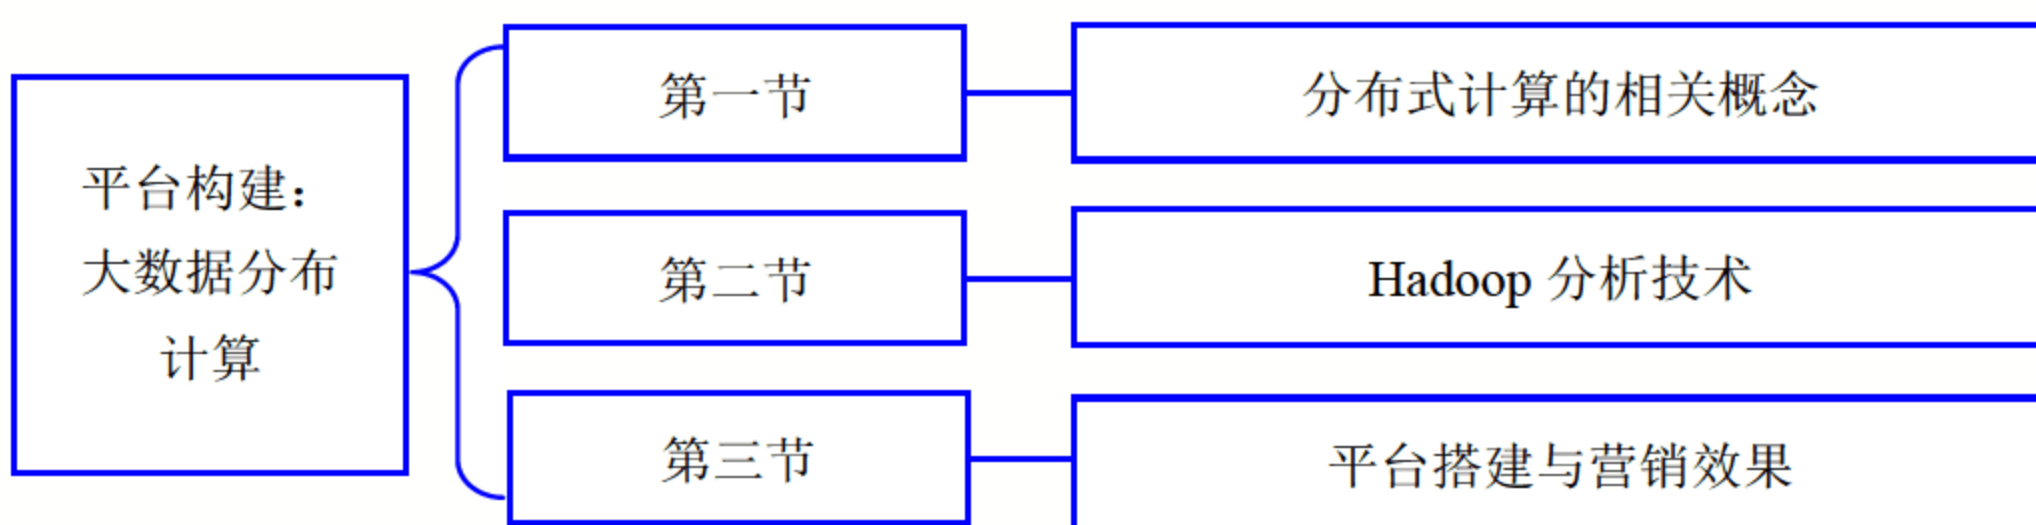 平台构建：
大数据分布
计算
第一节
分布式计算的相关概念
第二节
Hadoop 分析技术
第三节
平台搭建与营销效果